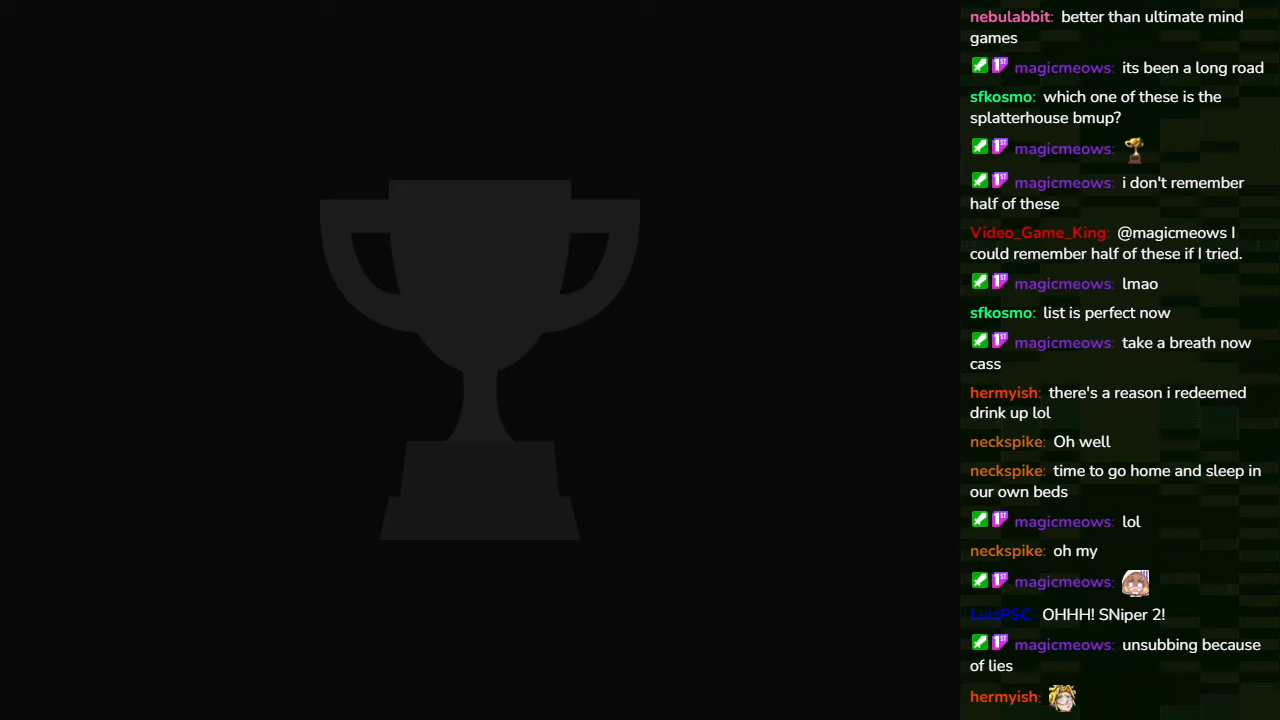 nebulabbit: better than ultimate mind
games
magicmeows: its been a long road
sfkosmo: which one of these is the
splatterhouse bmup?
magicmeows:
magicmeows: i don't remember
half of these
Video_Game_King: @magicmeows I
could remember half of these if I tried.
magicmeows: lmao
sfkosmo: list is perfect now
magicmeows: take a breath now
cass
hermyish: there's a reason i redeemed
drink up lol
neckspike: Oh well
neckspike: time to go home and sleep in
our own beds
magicmeows: lol
neckspike: oh my
magicmeows:
LuizPSC: OHHH! SNiper 2!
magicmeows: unsubbing because
of lies
hermyish: